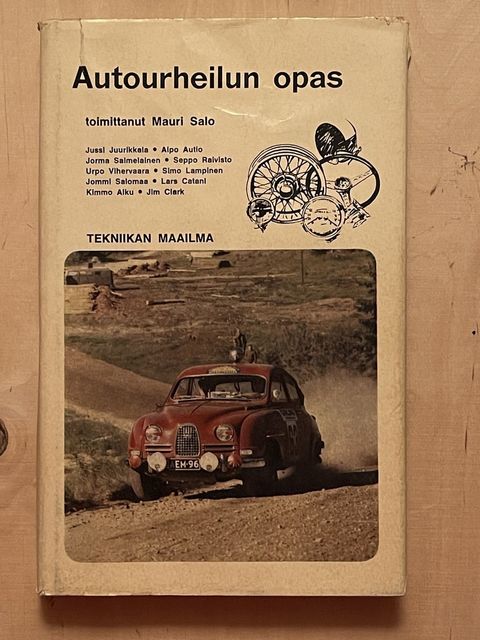 Autourheilun opas
toimittanut Mauri Salo
Jussi Juurikkala • Aipo Autio
Jorma Salmelainen • Seppo Raivisto
Urpo Vihervaara • Simo Lampinen
Jommi Salomaa • Lars Catani
Kimmo Alku • Jim Clark
TEKNIIKAN MAAILMA
EM-96